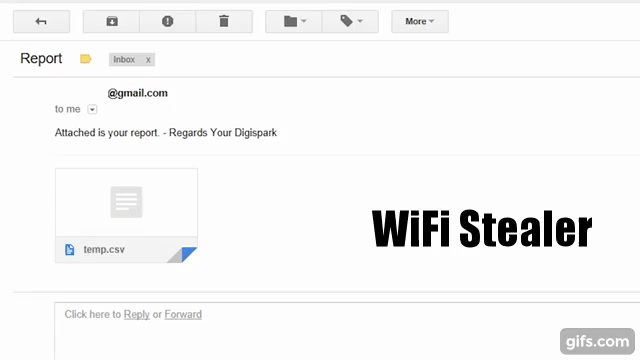 More
Report
Inbox x
@gmail.com
to me
Attached is your report. - Regards Your Digispark
WiFi Stealer
temp.csv
Click here to Reply or Forward
gifs.com